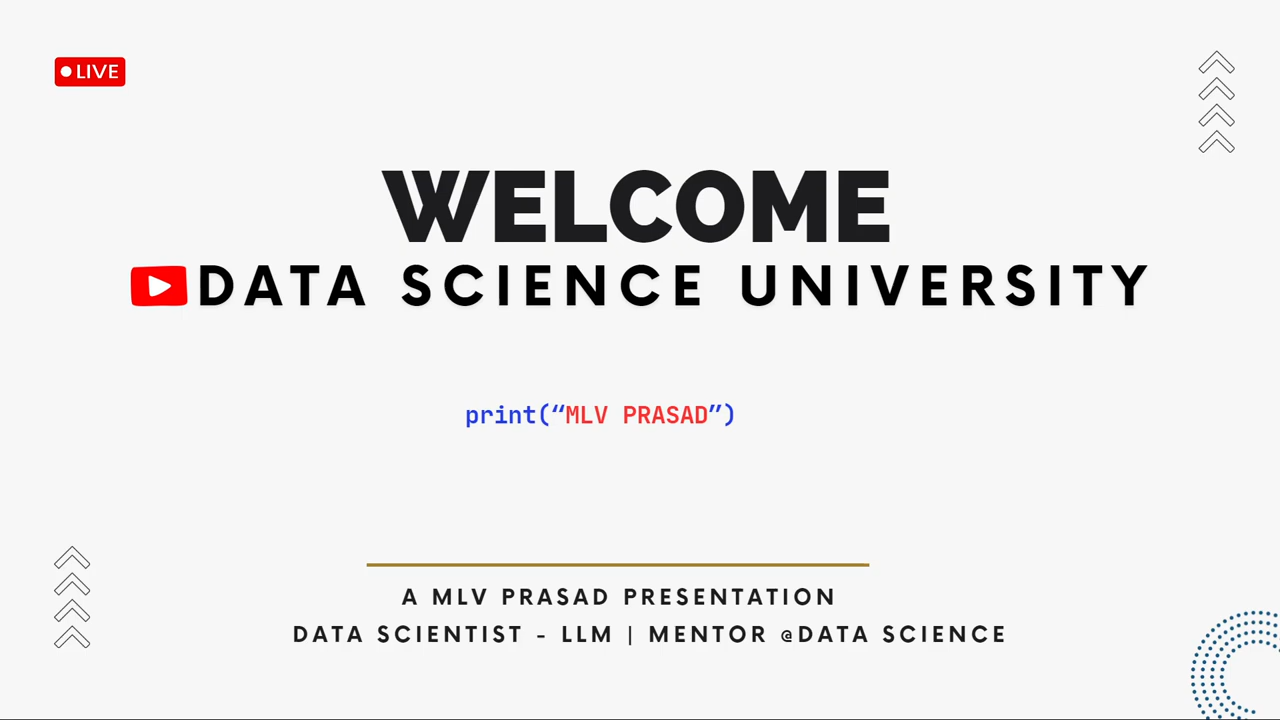 LIVE
WELCOME
DATA SCIENCE UNIVERSITY
print(“MLV PRASAD”)
A MLV PRASAD PRESENTATION
DATA SCIENTIST - LLM | MENTOR @DATA SCIENCE